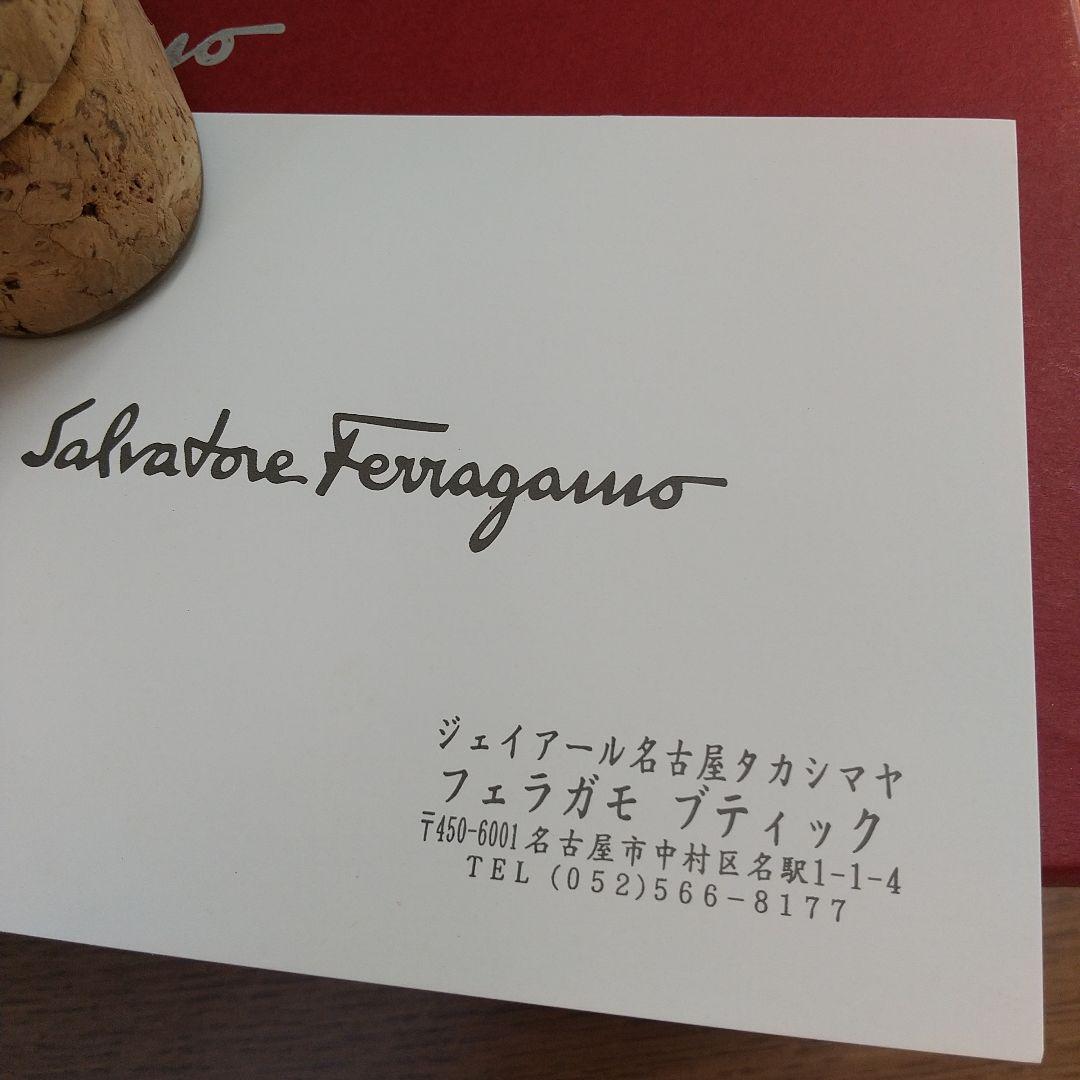 Salvatore Ferragamo
ジェイアール名古屋タカシマヤ
フェラガモ ブティック
〒450-6001 名古屋市中村区名駅1-1-4
TEL (052)566-8177